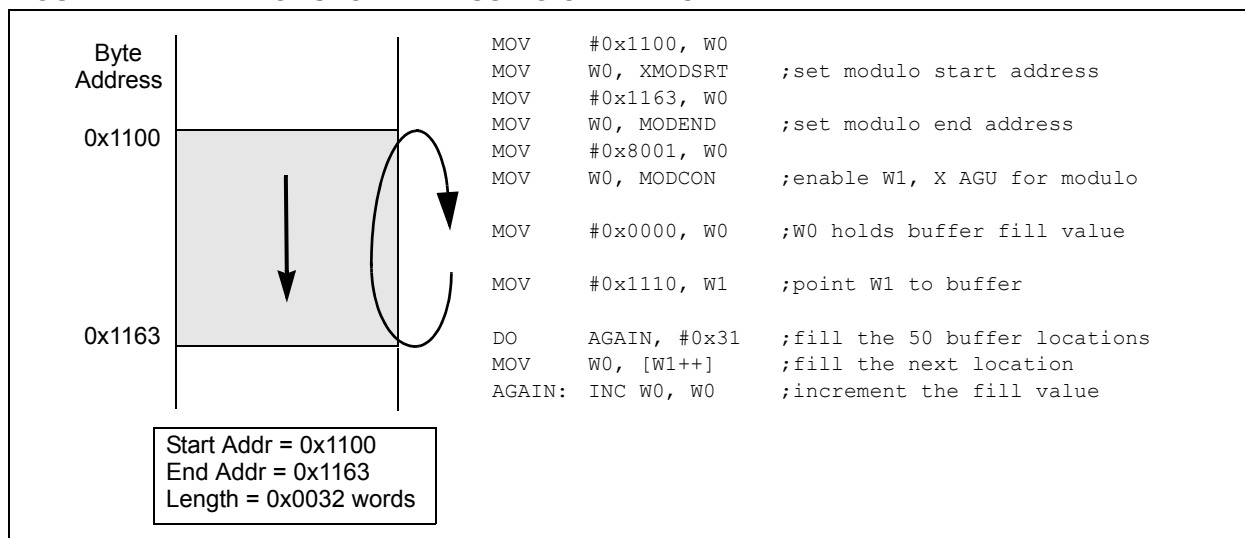 Byte
Address
0x1100
0x1163
MOV #0x1100, W0
MOV W0, XMODSRT ;set modulo start address
MOV #0x1163, W0
MOV W0, MODEND ;set modulo end address
MOV #0x8001, W0
MOV W0, MODCON ;enable W1, X AGU for modulo
MOV #0x0000, W0 ;W0 holds buffer fill value
MOV #0x1110, W1 ;point W1 to buffer
DO AGAIN, #0x31 ;fill the 50 buffer locations
MOV W0, [W1++] ;fill the next location
AGAIN: INC W0, W0 ;increment the fill value
Start Addr = 0x1100
End Addr = 0x1163
Length = 0x0032 words